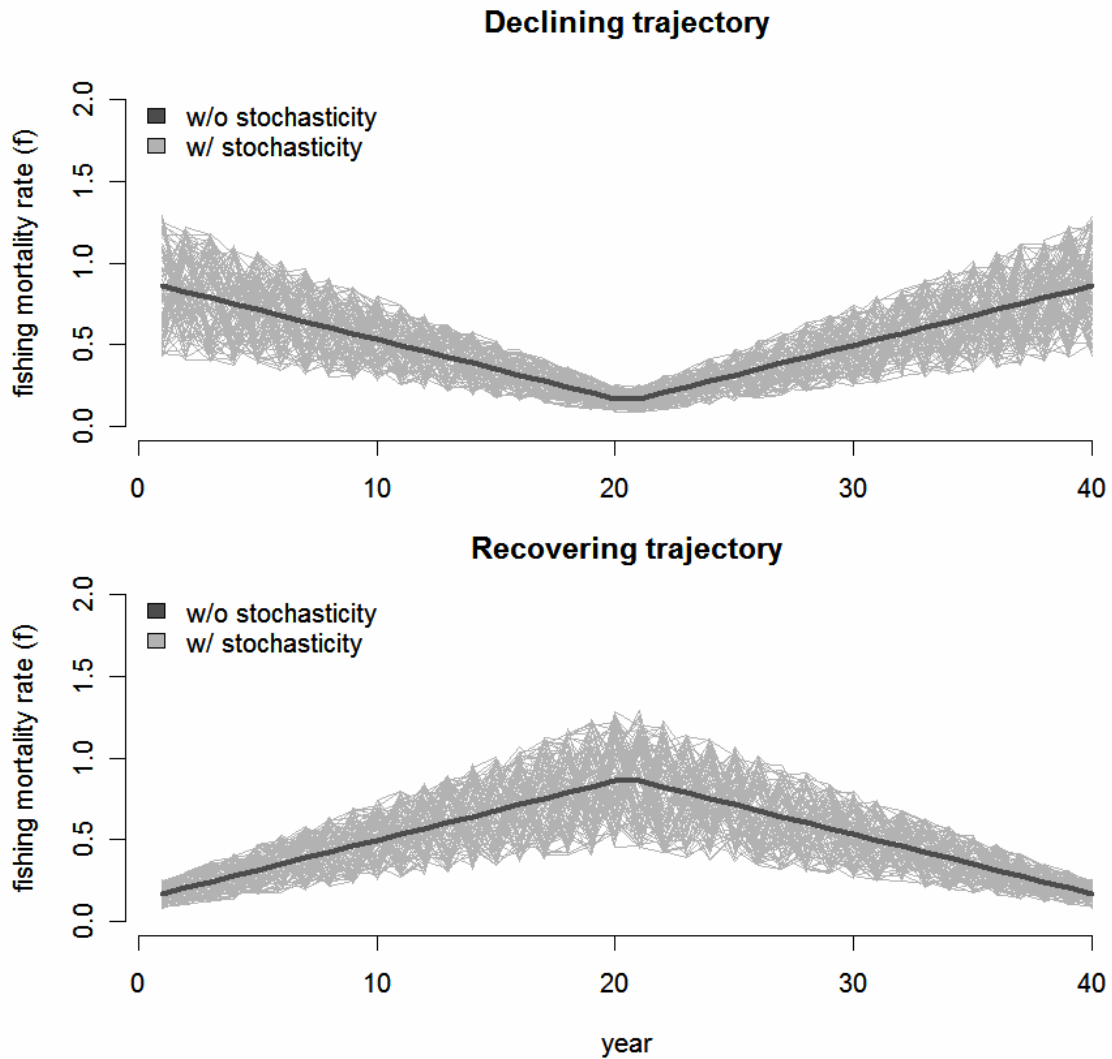 Declining trajectory
2.0
w/o stochasticity
w/ stochasticity
1.5
1.0
0.5
0.0
fishing mortality rate (f)
0 10 20 30 40
Recovering trajectory
2.0
w/o stochasticity
w/ stochasticity
1.5
1.0
0.5
0.0
fishing mortality rate (f)
0 10 20 30 40
year